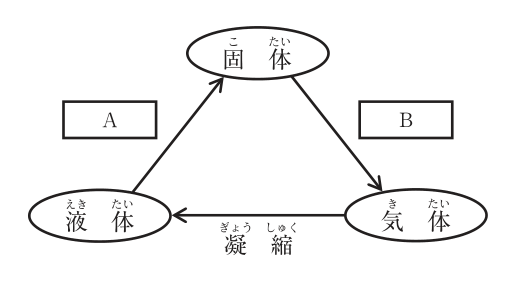 こ たい
固 体
A
B
えき たい
液 体
き たい
気 体
ぎょう しゅく
凝 縮